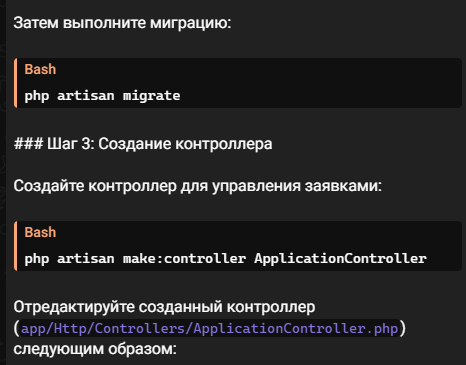 Затем выполните миграцию:
Bash
php artisan migrate
### Шаг 3: Создание контроллера
Создайте контроллер для управления заявками:
Bash
php artisan make:controller ApplicationController
Отредактируйте созданный контроллер
(app/Http/Controllers/ApplicationController.php)
следующим образом: